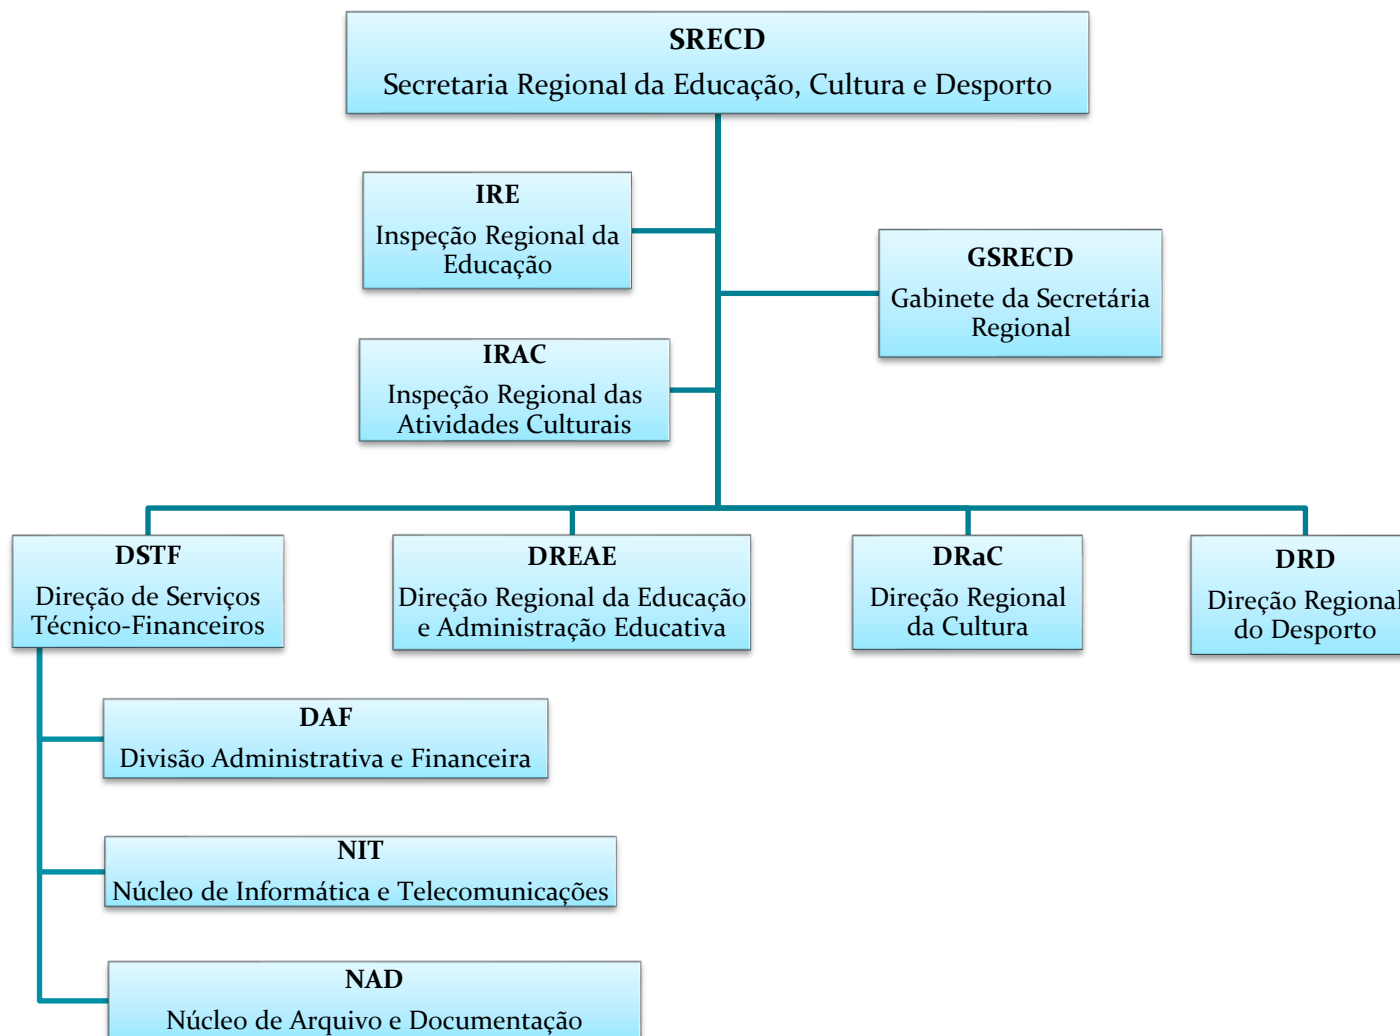 SRECD
Secretaria Regional da Educação, Cultura e Desporto
IRE
Inspeção Regional da
Educação
GSRECD
Gabinete da Secretária
Regional
IRAC
Inspeção Regional das
Atividades Culturais
DSTF
Direção de Serviços
Técnico-Financeiros
DREAE
Direção Regional da Educação
e Administração Educativa
DRaC
Direção Regional
da Cultura
DRD
Direção Regional
do Desporto
DAF
Divisão Administrativa e Financeira
NIT
Núcleo de Informática e Telecomunicações
NAD
Núcleo de Arquivo e Documentação